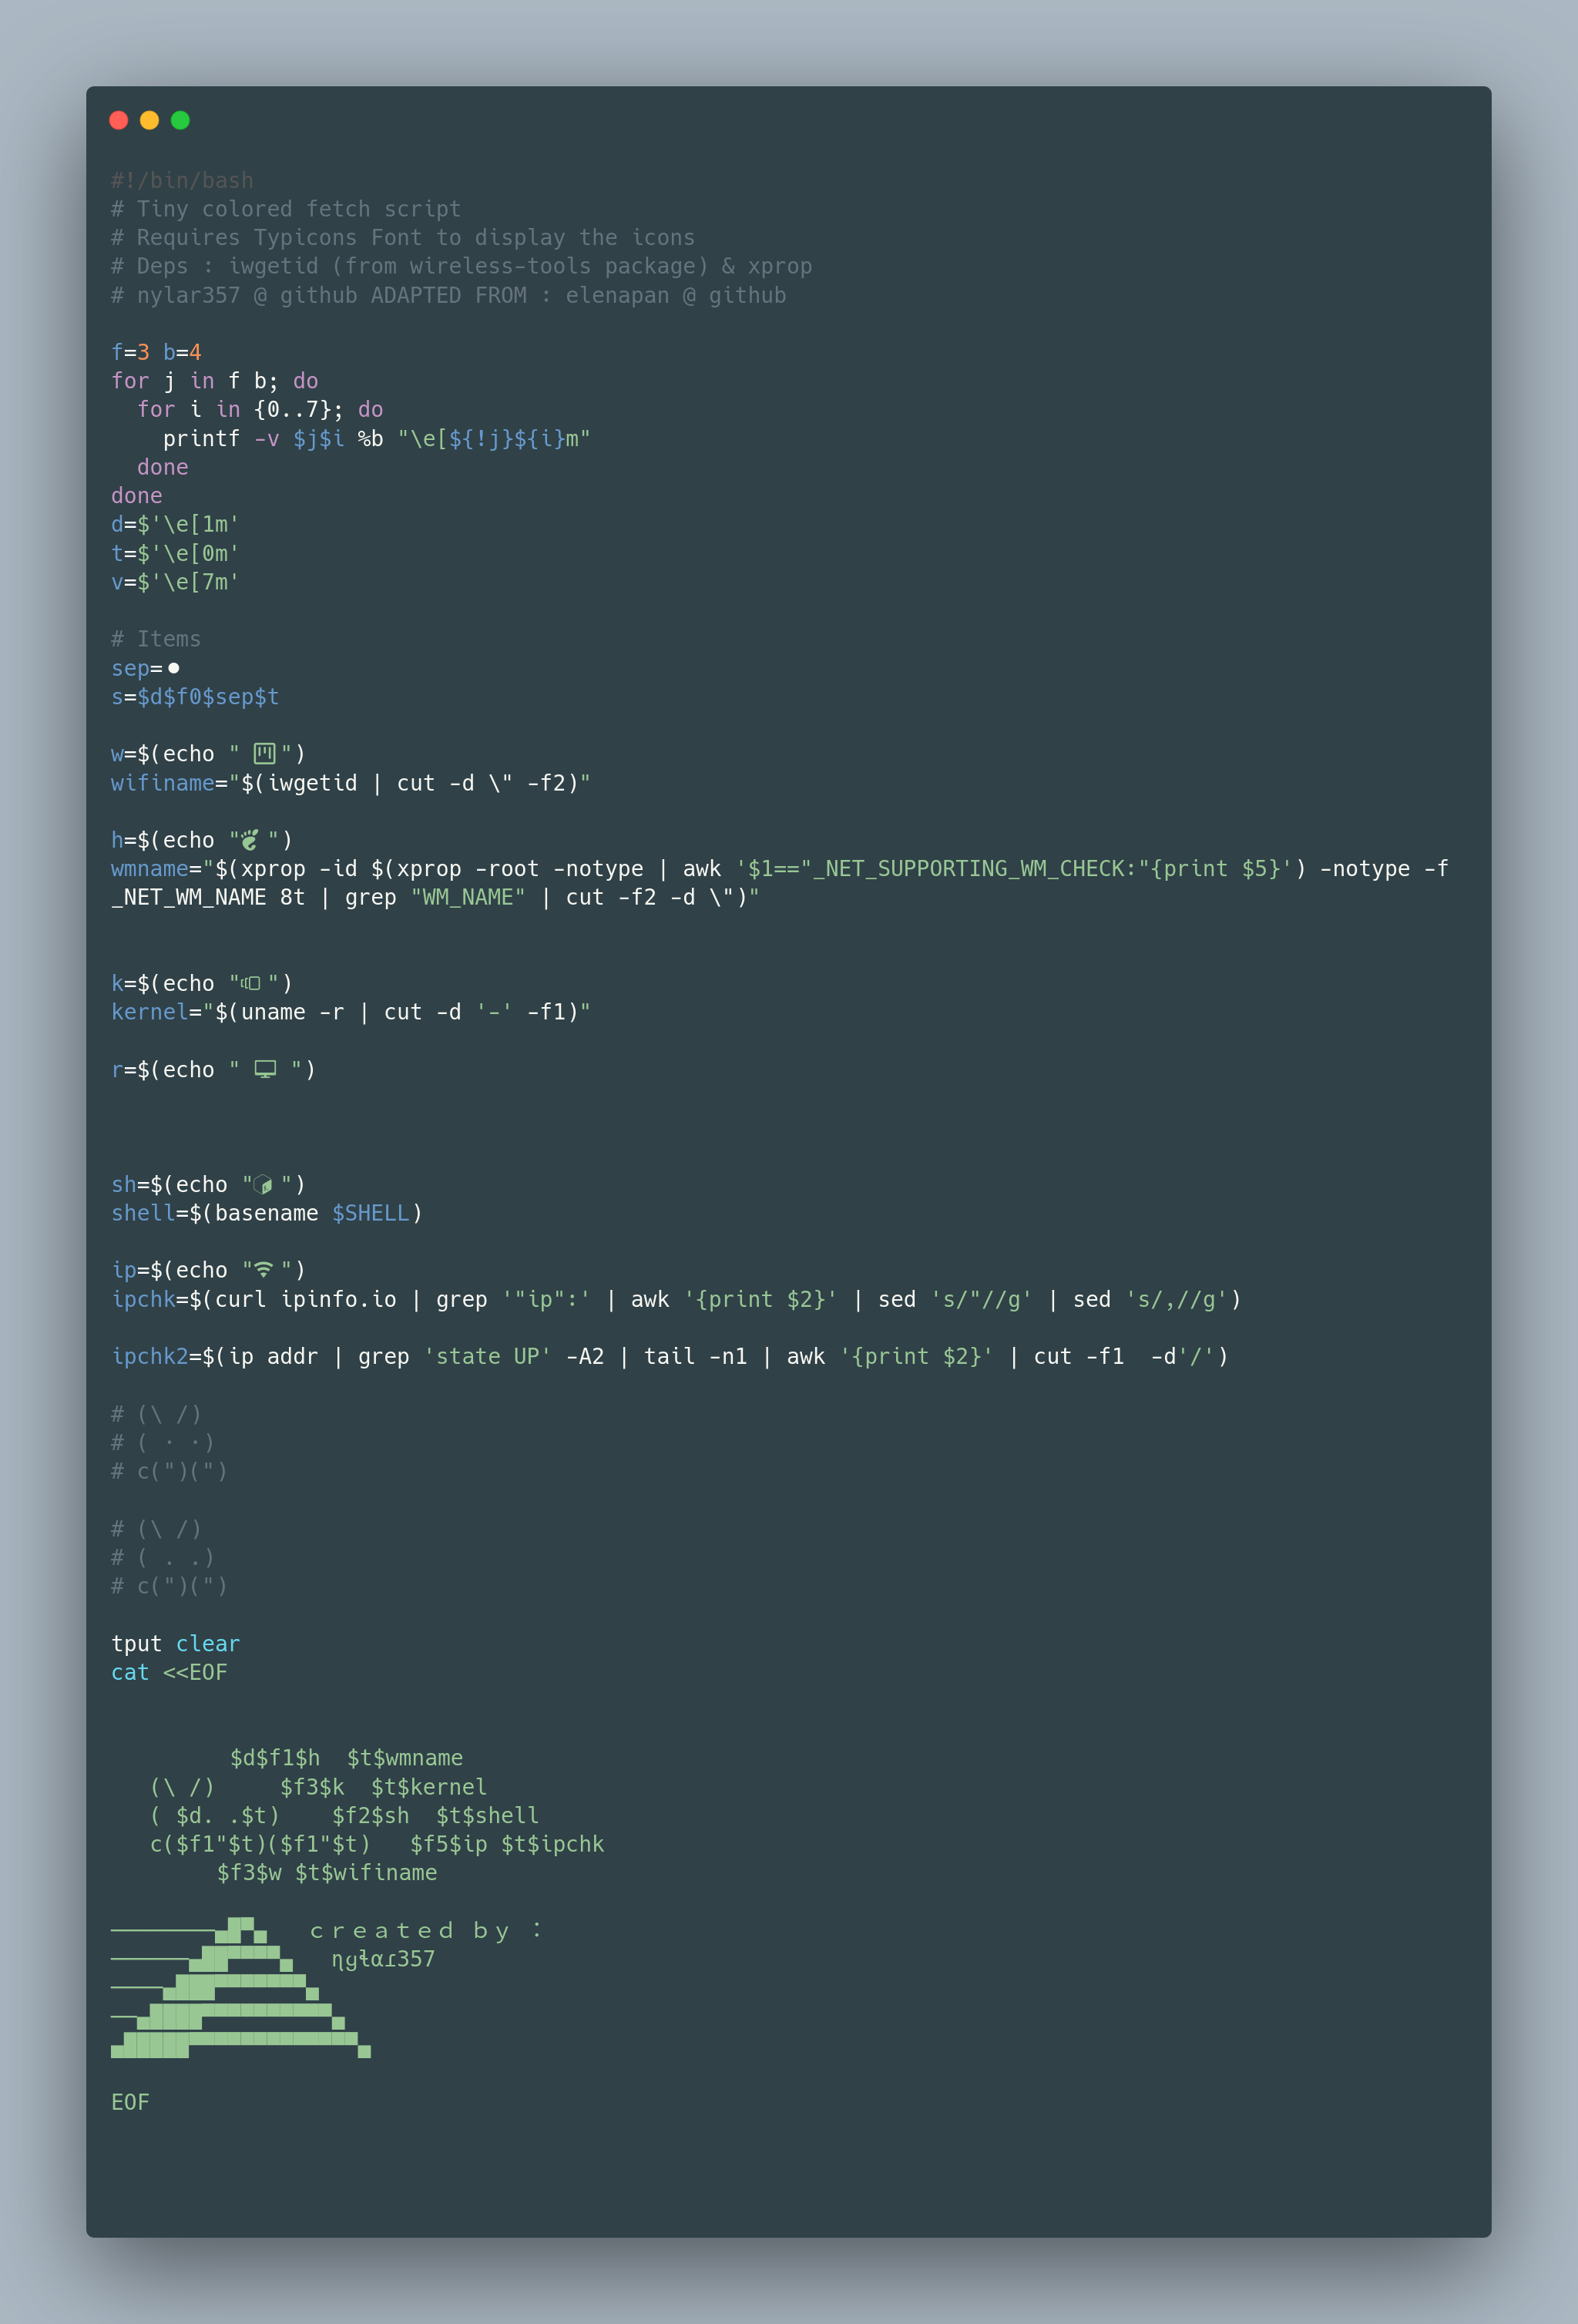 #!/bin/bash
# Tiny colored fetch script
# Requires Typicons Font to display the icons
# Deps : iwgetid (from wireless-tools package) & xprop
# nylar357 @ github ADAPTED FROM : elenapan @ github

f=3 b=4
for j in f b; do
  for i in {0..7}; do
    printf -v $j$i %b "\e[${!j}${i}m"
  done
done
d=$'\e[1m'
t=$'\e[0m'
v=$'\e[7m'

# Items
sep=●
s=$d$f0$sep$t

w=$(echo "  ")
wifiname="$(iwgetid | cut -d \" -f2)"

h=$(echo " ")
wmname="$(xprop -id $(xprop -root -notype | awk '$1=="_NET_SUPPORTING_WM_CHECK:"{print $5}') -notype -f
_NET_WM_NAME 8t | grep "WM_NAME" | cut -f2 -d \")"

k=$(echo " ")
kernel="$(uname -r | cut -d '-' -f1)"

r=$(echo "  ")

sh=$(echo " ")
shell=$(basename $SHELL)

ip=$(echo " ")
ipchk=$(curl ipinfo.io | grep '"ip":' | awk '{print $2}' | sed 's/"//g' | sed 's/,//g')

ipchk2=$(ip addr | grep 'state UP' -A2 | tail -n1 | awk '{print $2}' | cut -f1  -d'/')

# (\ /)
# ( · ·)
# c(")(")

# (\ /)
# ( . .)
# c(")(")

tput clear
cat <<EOF

         $d$f1$h  $t$wmname
   (\ /)     $f3$k  $t$kernel
   ( $d. .$t)    $f2$sh  $t$shell
   c($f1"$t)($f1"$t)   $f5$ip $t$ipchk
        $f3$w $t$wifiname

────────▄█▀▄   ｃｒｅａｔｅｄ ｂｙ ：
──────▄██▀▀▀▀▄   ηɡɬαɾ357
────▄███▀▀▀▀▀▀▀▄
──▄████▀▀▀▀▀▀▀▀▀▀▄
▄█████▀▀▀▀▀▀▀▀▀▀▀▀▀▄

EOF